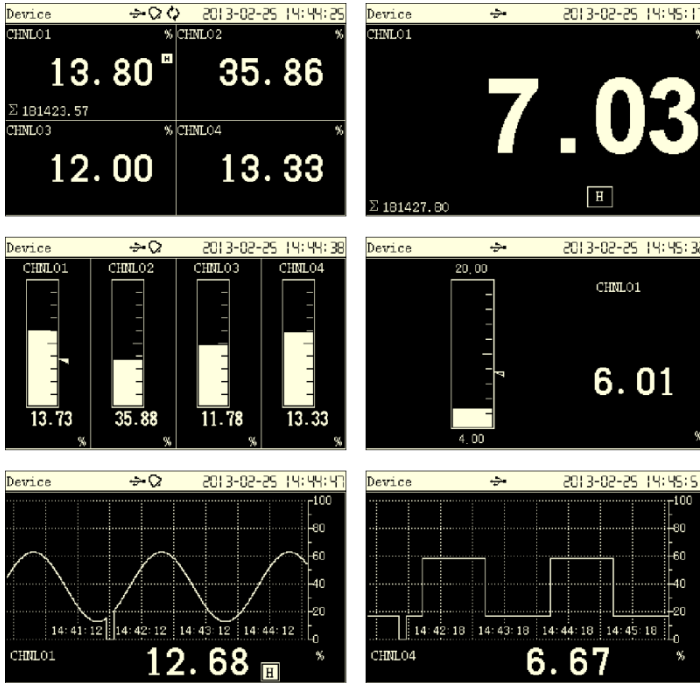 Device 2013-02-25 14:44:25
CHNL01 % CHNL02 %
13.80 H 35.86
Σ 181423.57
CHNL03 % CHNL04 %
12.00 13.33
Device 2013-02-25 14:45:1
CHNL01 %
7.03
Σ 181427.80 H
Device 2013-02-25 14:44:38
CHNL01 CHNL02 CHNL03 CHNL04
13.73 35.88 11.78 13.33
% % % %
Device 2013-02-25 14:45:3
20.00
CHNL01
6.01
4.00 %
Device 2013-02-25 14:44:47
100
80
60
40
20
14:41:12 14:42:12 14:43:12 14:44:12
0
CHNL01 12.68 H %
Device 2013-02-25 14:45:5
100
80
60
40
20
14:42:18 14:43:18 14:44:18 14:45:18
0
CHNL04 6.67 %